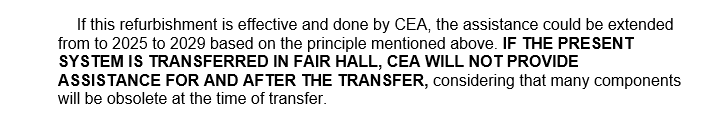 If this refurbishment is effective and done by CEA, the assistance could be extended
from to 2025 to 2029 based on the principle mentioned above. IF THE PRESENT
SYSTEM IS TRANSFERRED IN FAIR HALL, CEA WILL NOT PROVIDE
ASSISTANCE FOR AND AFTER THE TRANSFER, considering that many components
will be obsolete at the time of transfer.